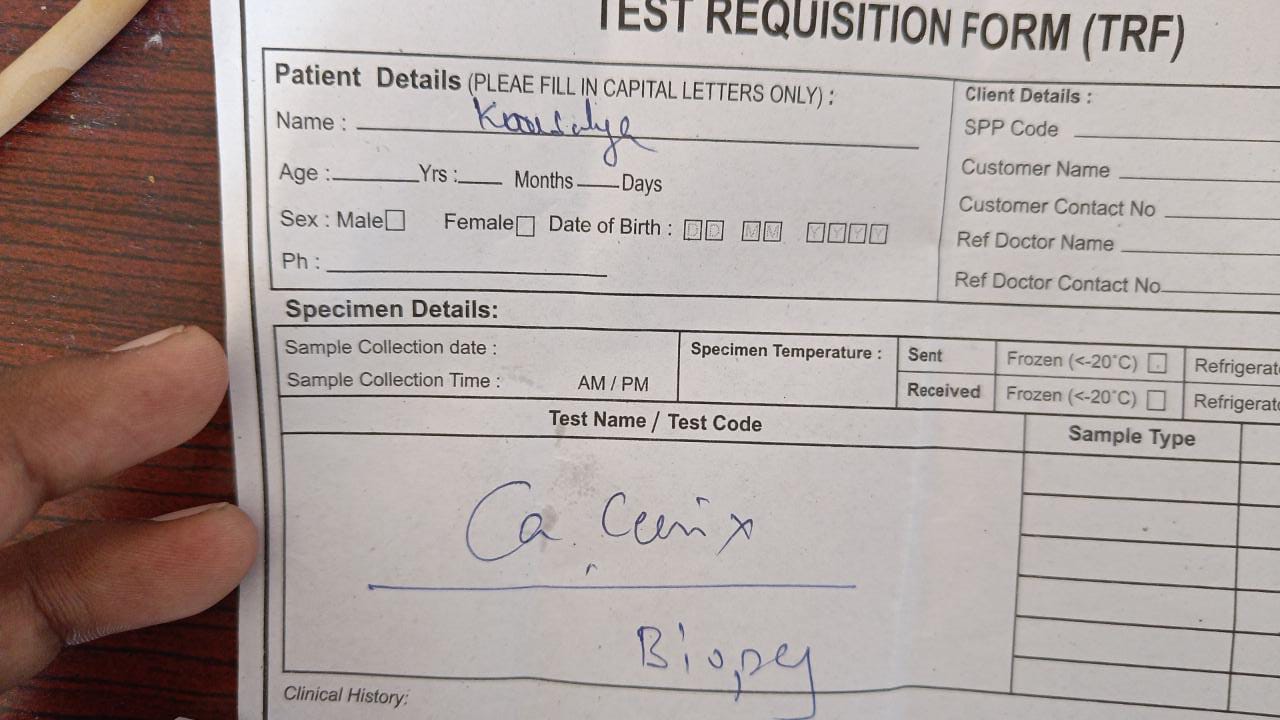 TEST REQUISITION FORM (TRF)
Patient Details (PLEAE FILL IN CAPITAL LETTERS ONLY) :
Name : Kousalya
Age : Yrs : Months Days
Sex : Male Female Date of Birth : DD MM YYYY
Ph :
Client Details :
SPP Code
Customer Name
Customer Contact No
Ref Doctor Name
Ref Doctor Contact No
Specimen Details:
Sample Collection date :
Sample Collection Time : AM / PM
Specimen Temperature :
Sent Frozen (<-20°C) Refrigerat
Received Frozen (<-20°C) Refrigerat
Test Name / Test Code Sample Type
Ca. Cervix
Biopsy
Clinical History: